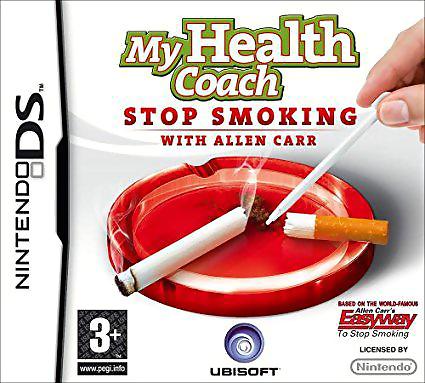 NINTENDO DS™
My Health
Coach
STOP SMOKING
WITH ALLEN CARR
BASED ON THE WORLD-FAMOUS
Allen Carr's
Easyway
To Stop Smoking
LICENSED BY
Nintendo
3+
www.pegi.info
UBISOFT